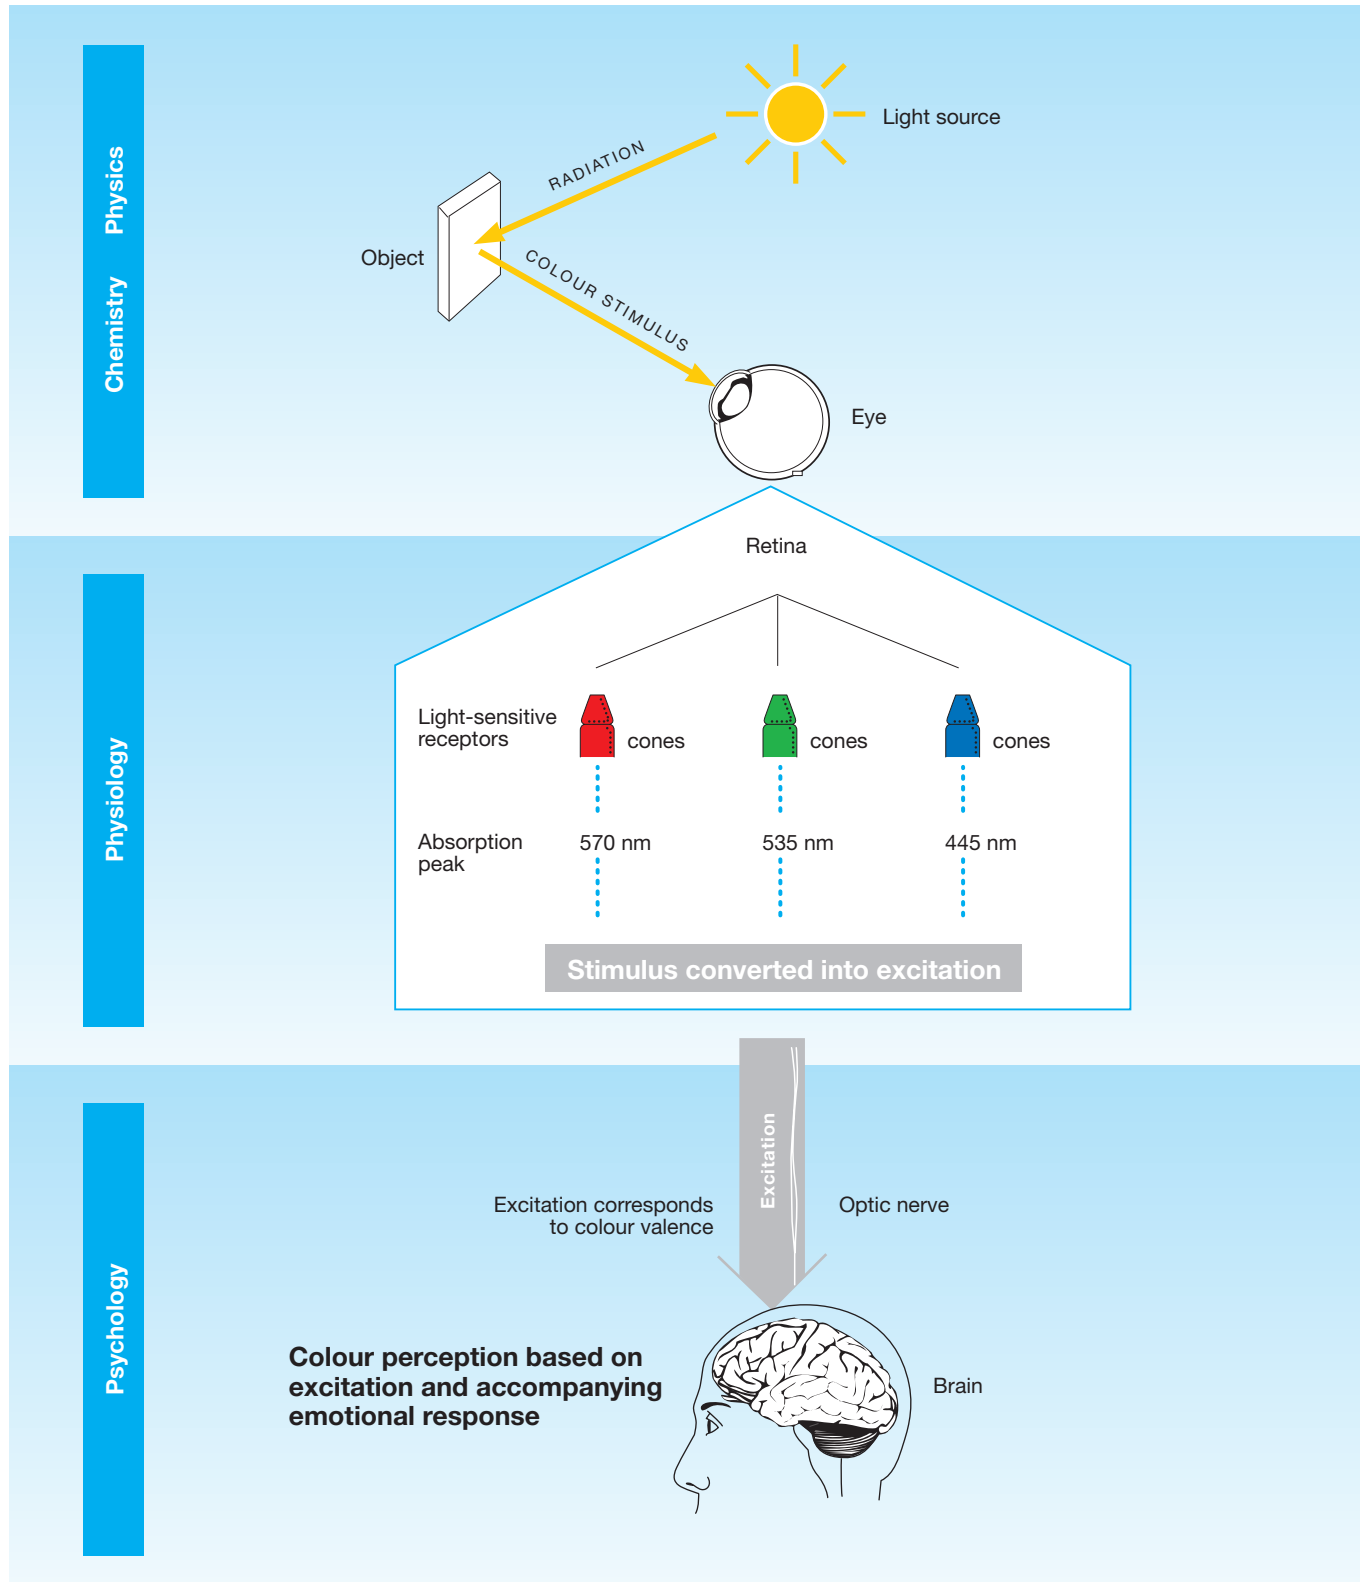 Physics
Chemistry
Light source
RADIATION
Object
COLOUR STIMULUS
Eye
Physiology
Retina
Light-sensitive
receptors
cones
cones
cones
Absorption
peak
570 nm
535 nm
445 nm
Stimulus converted into excitation
Psychology
Excitation
Excitation corresponds
to colour valence
Optic nerve
Colour perception based on
excitation and accompanying
emotional response
Brain